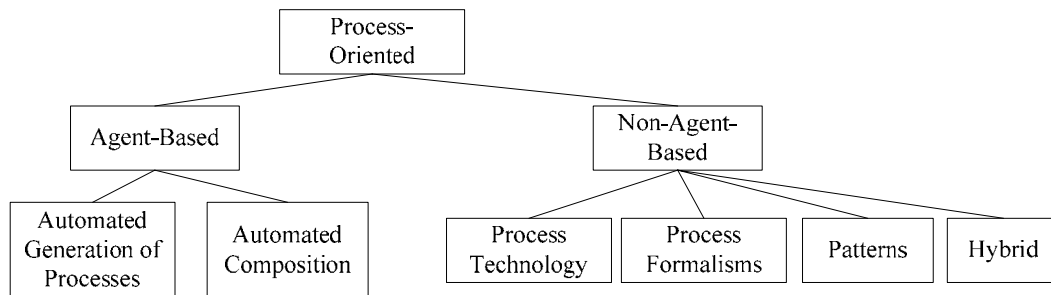 Process-
Oriented
Agent-Based
Non-Agent-
Based
Automated
Generation of
Processes
Automated
Composition
Process
Technology
Process
Formalisms
Patterns
Hybrid